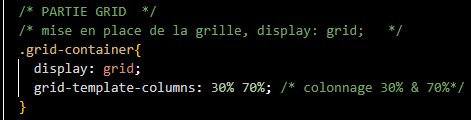 /* PARTIE GRID  */
/* mise en place de la grille, display: grid;   */
.grid-container{
  display: grid;
  grid-template-columns: 30% 70%; /* colonnage 30% & 70%*/
}